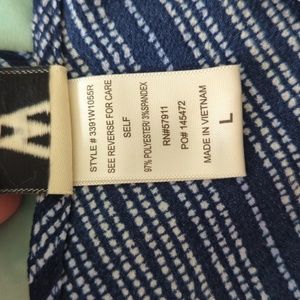 STYLE # 3391W1055R
SEE REVERSE FOR CARE
SELF
97% POLYESTER/ 3%SPANDEX
RN#57911
PO# 145472
MADE IN VIETNAM
L